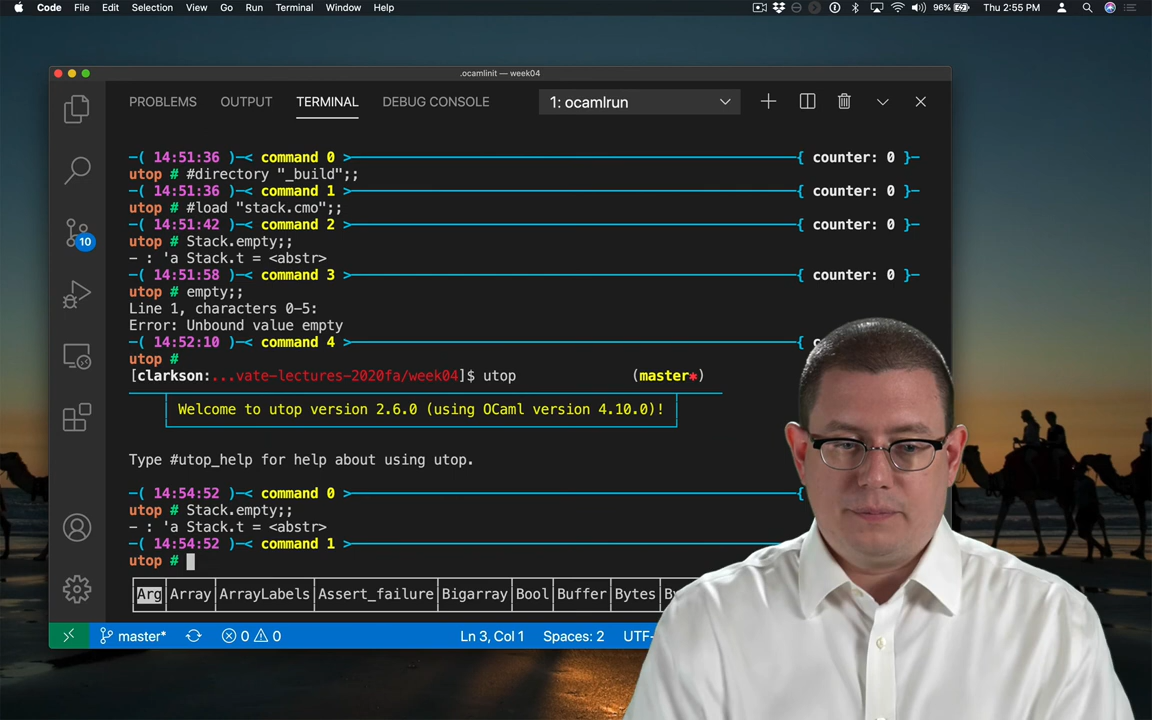 Code File Edit Selection View Go Run Terminal Window Help 96% Thu 2:55 PM
.ocamlinit — week04
PROBLEMS OUTPUT TERMINAL DEBUG CONSOLE 1: ocamlrun
-( 14:51:36 )-< command 0 >-{ counter: 0 }-
utop # #directory "_build";;
-( 14:51:36 )-< command 1 >-{ counter: 0 }-
utop # #load "stack.cmo";;
-( 14:51:42 )-< command 2 >-{ counter: 0 }-
utop # Stack.empty;;
- : 'a Stack.t = <abstr>
-( 14:51:58 )-< command 3 >-{ counter: 0 }-
utop # empty;;
Line 1, characters 0-5:
Error: Unbound value empty
-( 14:52:10 )-< command 4 >-{
utop #
[clarkson:...vate-lectures-2020fa/week04]$ utop (master*)
Welcome to utop version 2.6.0 (using OCaml version 4.10.0)!
Type #utop_help for help about using utop.
-( 14:54:52 )-< command 0 >-{
utop # Stack.empty;;
- : 'a Stack.t = <abstr>
-( 14:54:52 )-< command 1 >-
utop #
Arg Array ArrayLabels Assert_failure Bigarray Bool Buffer Bytes
10
master* 0 0 Ln 3, Col 1 Spaces: 2 UTF-